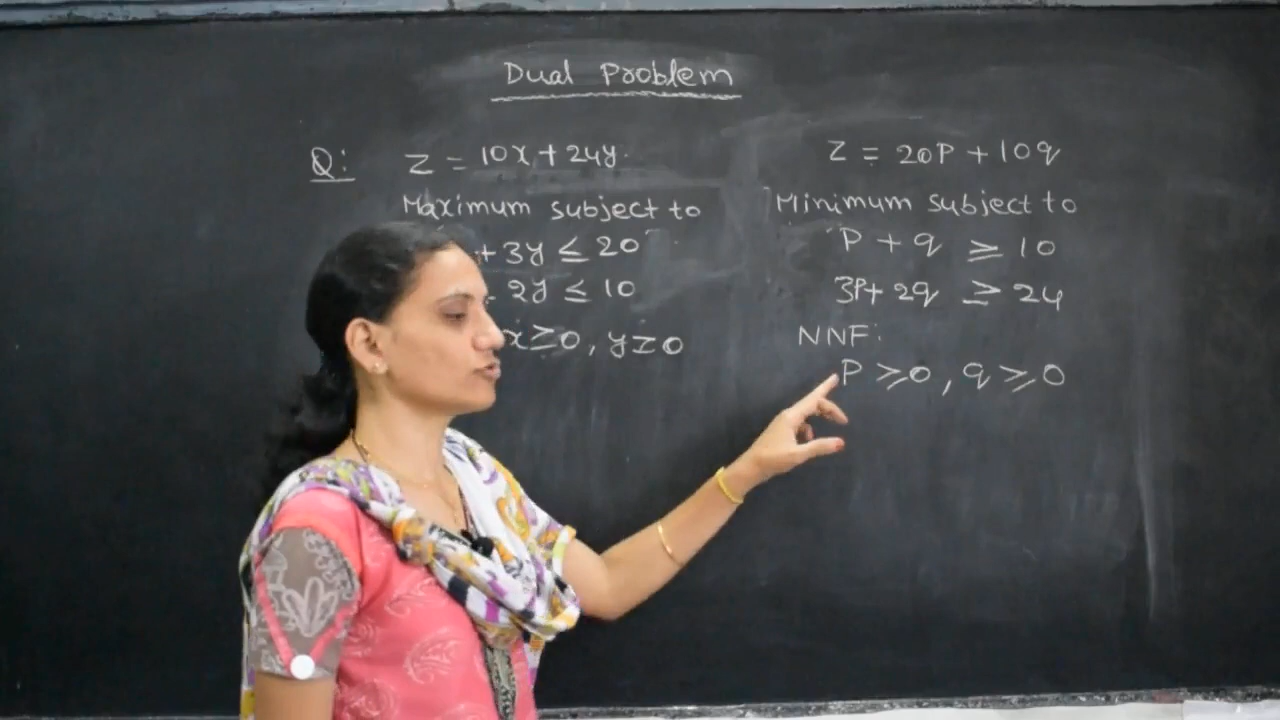 Dual Problem
Q: Z = 10x + 24y.
Maximum subject to
+ 3y ≤ 20
2y ≤ 10
x ≥ 0, y ≥ 0
Z = 20P + 10q
Minimum subject to
P + q ≥ 10
3P + 2q ≥ 24
NNF:
P ≥ 0, q ≥ 0